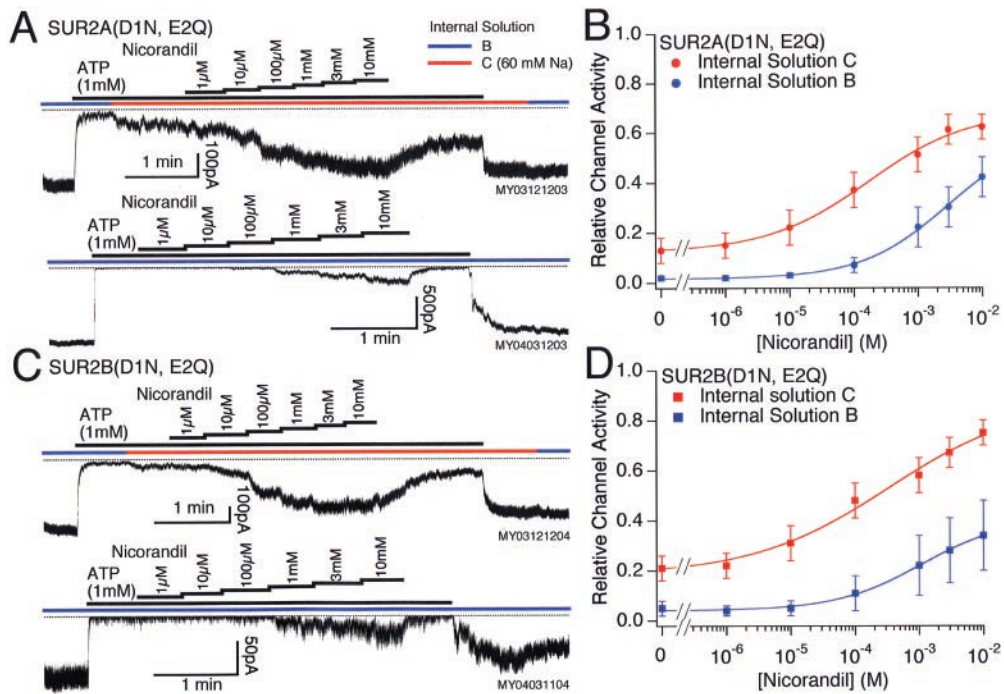 A
SUR2A(D1N, E2Q)
Internal Solution
B
C (60 mM Na)
Nicorandil
ATP
(1mM)
1µM
10µM
100µM
1mM
3mM
10mM
1 min
100pA
MY03121203
Nicorandil
ATP
(1mM)
1µM
10µM
100µM
1mM
3mM
10mM
1 min
500pA
MY04031203
B
SUR2A(D1N, E2Q)
Internal Solution C
Internal Solution B
Relative Channel Activity
1.0
0.8
0.6
0.4
0.2
0.0
0
10⁻⁶
10⁻⁵
10⁻⁴
10⁻³
10⁻²
[Nicorandil] (M)
C
SUR2B(D1N, E2Q)
Nicorandil
ATP
(1mM)
1µM
10µM
100µM
1mM
3mM
10mM
1 min
100pA
MY03121204
Nicorandil
ATP
(1mM)
1µM
10µM
100µM
1mM
3mM
10mM
1 min
50pA
MY04031104
D
SUR2B(D1N, E2Q)
Internal solution C
Internal Solution B
Relative Channel Activity
1.0
0.8
0.6
0.4
0.2
0.0
0
10⁻⁶
10⁻⁵
10⁻⁴
10⁻³
10⁻²
[Nicorandil] (M)